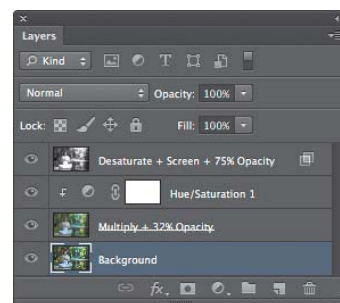 Layers
Kind
Normal Opacity: 100%
Lock: Fill: 100%
Desaturate + Screen + 75% Opacity
Hue/Saturation 1
Multiply + 32% Opacity
Background
fx